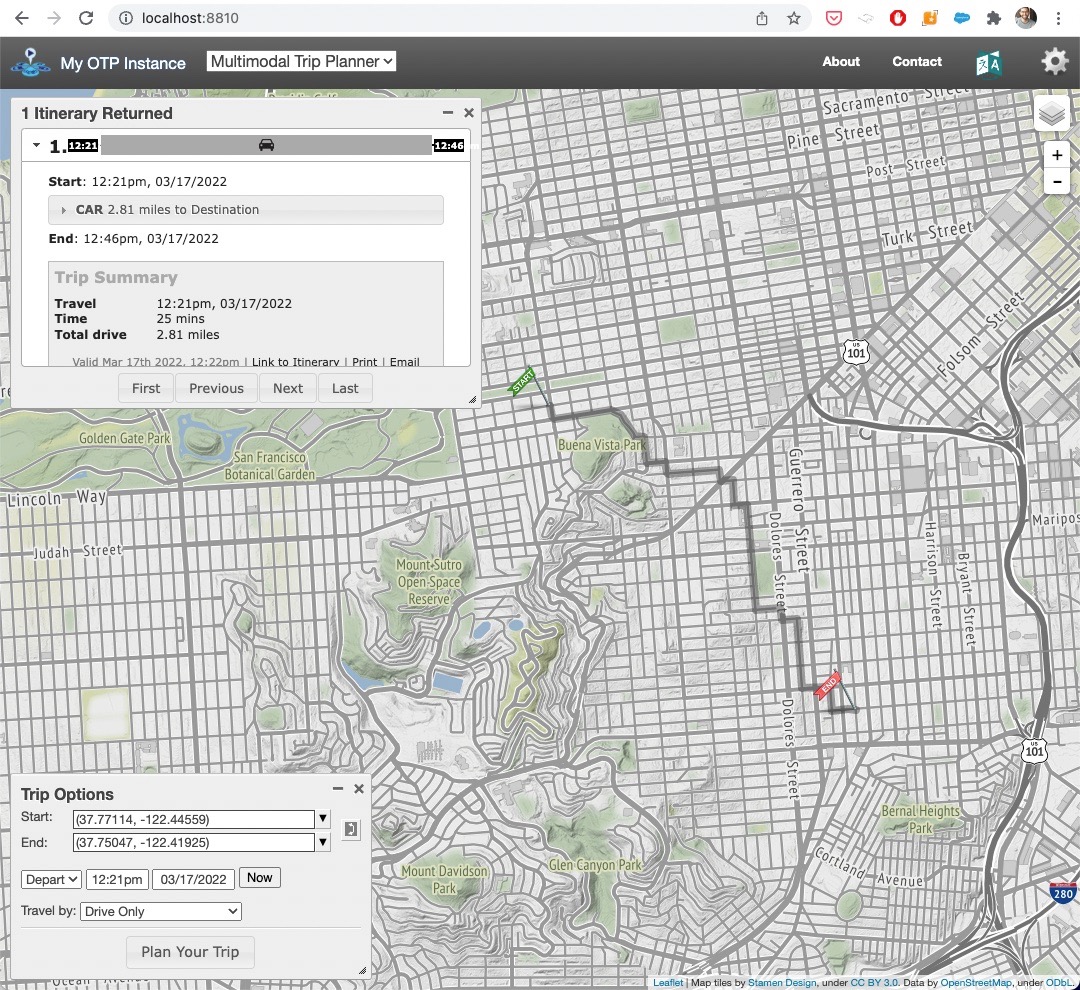 localhost:8810
My OTP Instance
Multimodal Trip Planner
About
Contact
1 Itinerary Returned
1. 12:21 12:46
Start: 12:21pm, 03/17/2022
CAR 2.81 miles to Destination
End: 12:46pm, 03/17/2022
Trip Summary
Travel 12:21pm, 03/17/2022
Time 25 mins
Total drive 2.81 miles
Valid Mar 17th 2022, 12:22pm | Link to Itinerary | Print | Email
First Previous Next Last
Sacramento Street
Pine Street
Post Street
Turk Street
+
-
US
101
Folsom Street
START
Golden Gate Park
San Francisco
Botanical Garden
Buena Vista Park
Lincoln Way
Judah Street
Guerrero Street
Dolores Street
Harrison Street
Bryant Street
Maripos
Mount Sutro
Open Space
Reserve
END
Dolores Street
US
101
Trip Options
Start: (37.77114, -122.44559)
End: (37.75047, -122.41925)
Depart 12:21pm 03/17/2022 Now
Travel by: Drive Only
Plan Your Trip
Bernal Heights
Park
Glen Canyon Park
Mount Davidson
Park
Cortland Avenue
INTERSTATE
280
Ocean Avenue
Leaflet | Map tiles by Stamen Design, under CC BY 3.0. Data by OpenStreetMap, under ODbL.